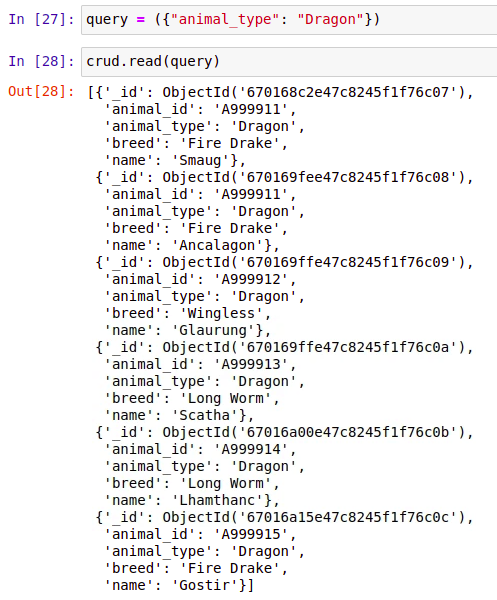 In [27]: query = ({"animal_type": "Dragon"})
In [28]: crud.read(query)
Out[28]: [{'_id': ObjectId('670168c2e47c8245f1f76c07'),
'animal_id': 'A999911',
'animal_type': 'Dragon',
'breed': 'Fire Drake',
'name': 'Smaug'},
{'_id': ObjectId('670169fee47c8245f1f76c08'),
'animal_id': 'A999911',
'animal_type': 'Dragon',
'breed': 'Fire Drake',
'name': 'Ancalagon'},
{'_id': ObjectId('670169ffe47c8245f1f76c09'),
'animal_id': 'A999912',
'animal_type': 'Dragon',
'breed': 'Wingless',
'name': 'Glaurung'},
{'_id': ObjectId('670169ffe47c8245f1f76c0a'),
'animal_id': 'A999913',
'animal_type': 'Dragon',
'breed': 'Long Worm',
'name': 'Scatha'},
{'_id': ObjectId('67016a00e47c8245f1f76c0b'),
'animal_id': 'A999914',
'animal_type': 'Dragon',
'breed': 'Long Worm',
'name': 'Lhamthanc'},
{'_id': ObjectId('67016a15e47c8245f1f76c0c'),
'animal_id': 'A999915',
'animal_type': 'Dragon',
'breed': 'Fire Drake',
'name': 'Gostir'}]